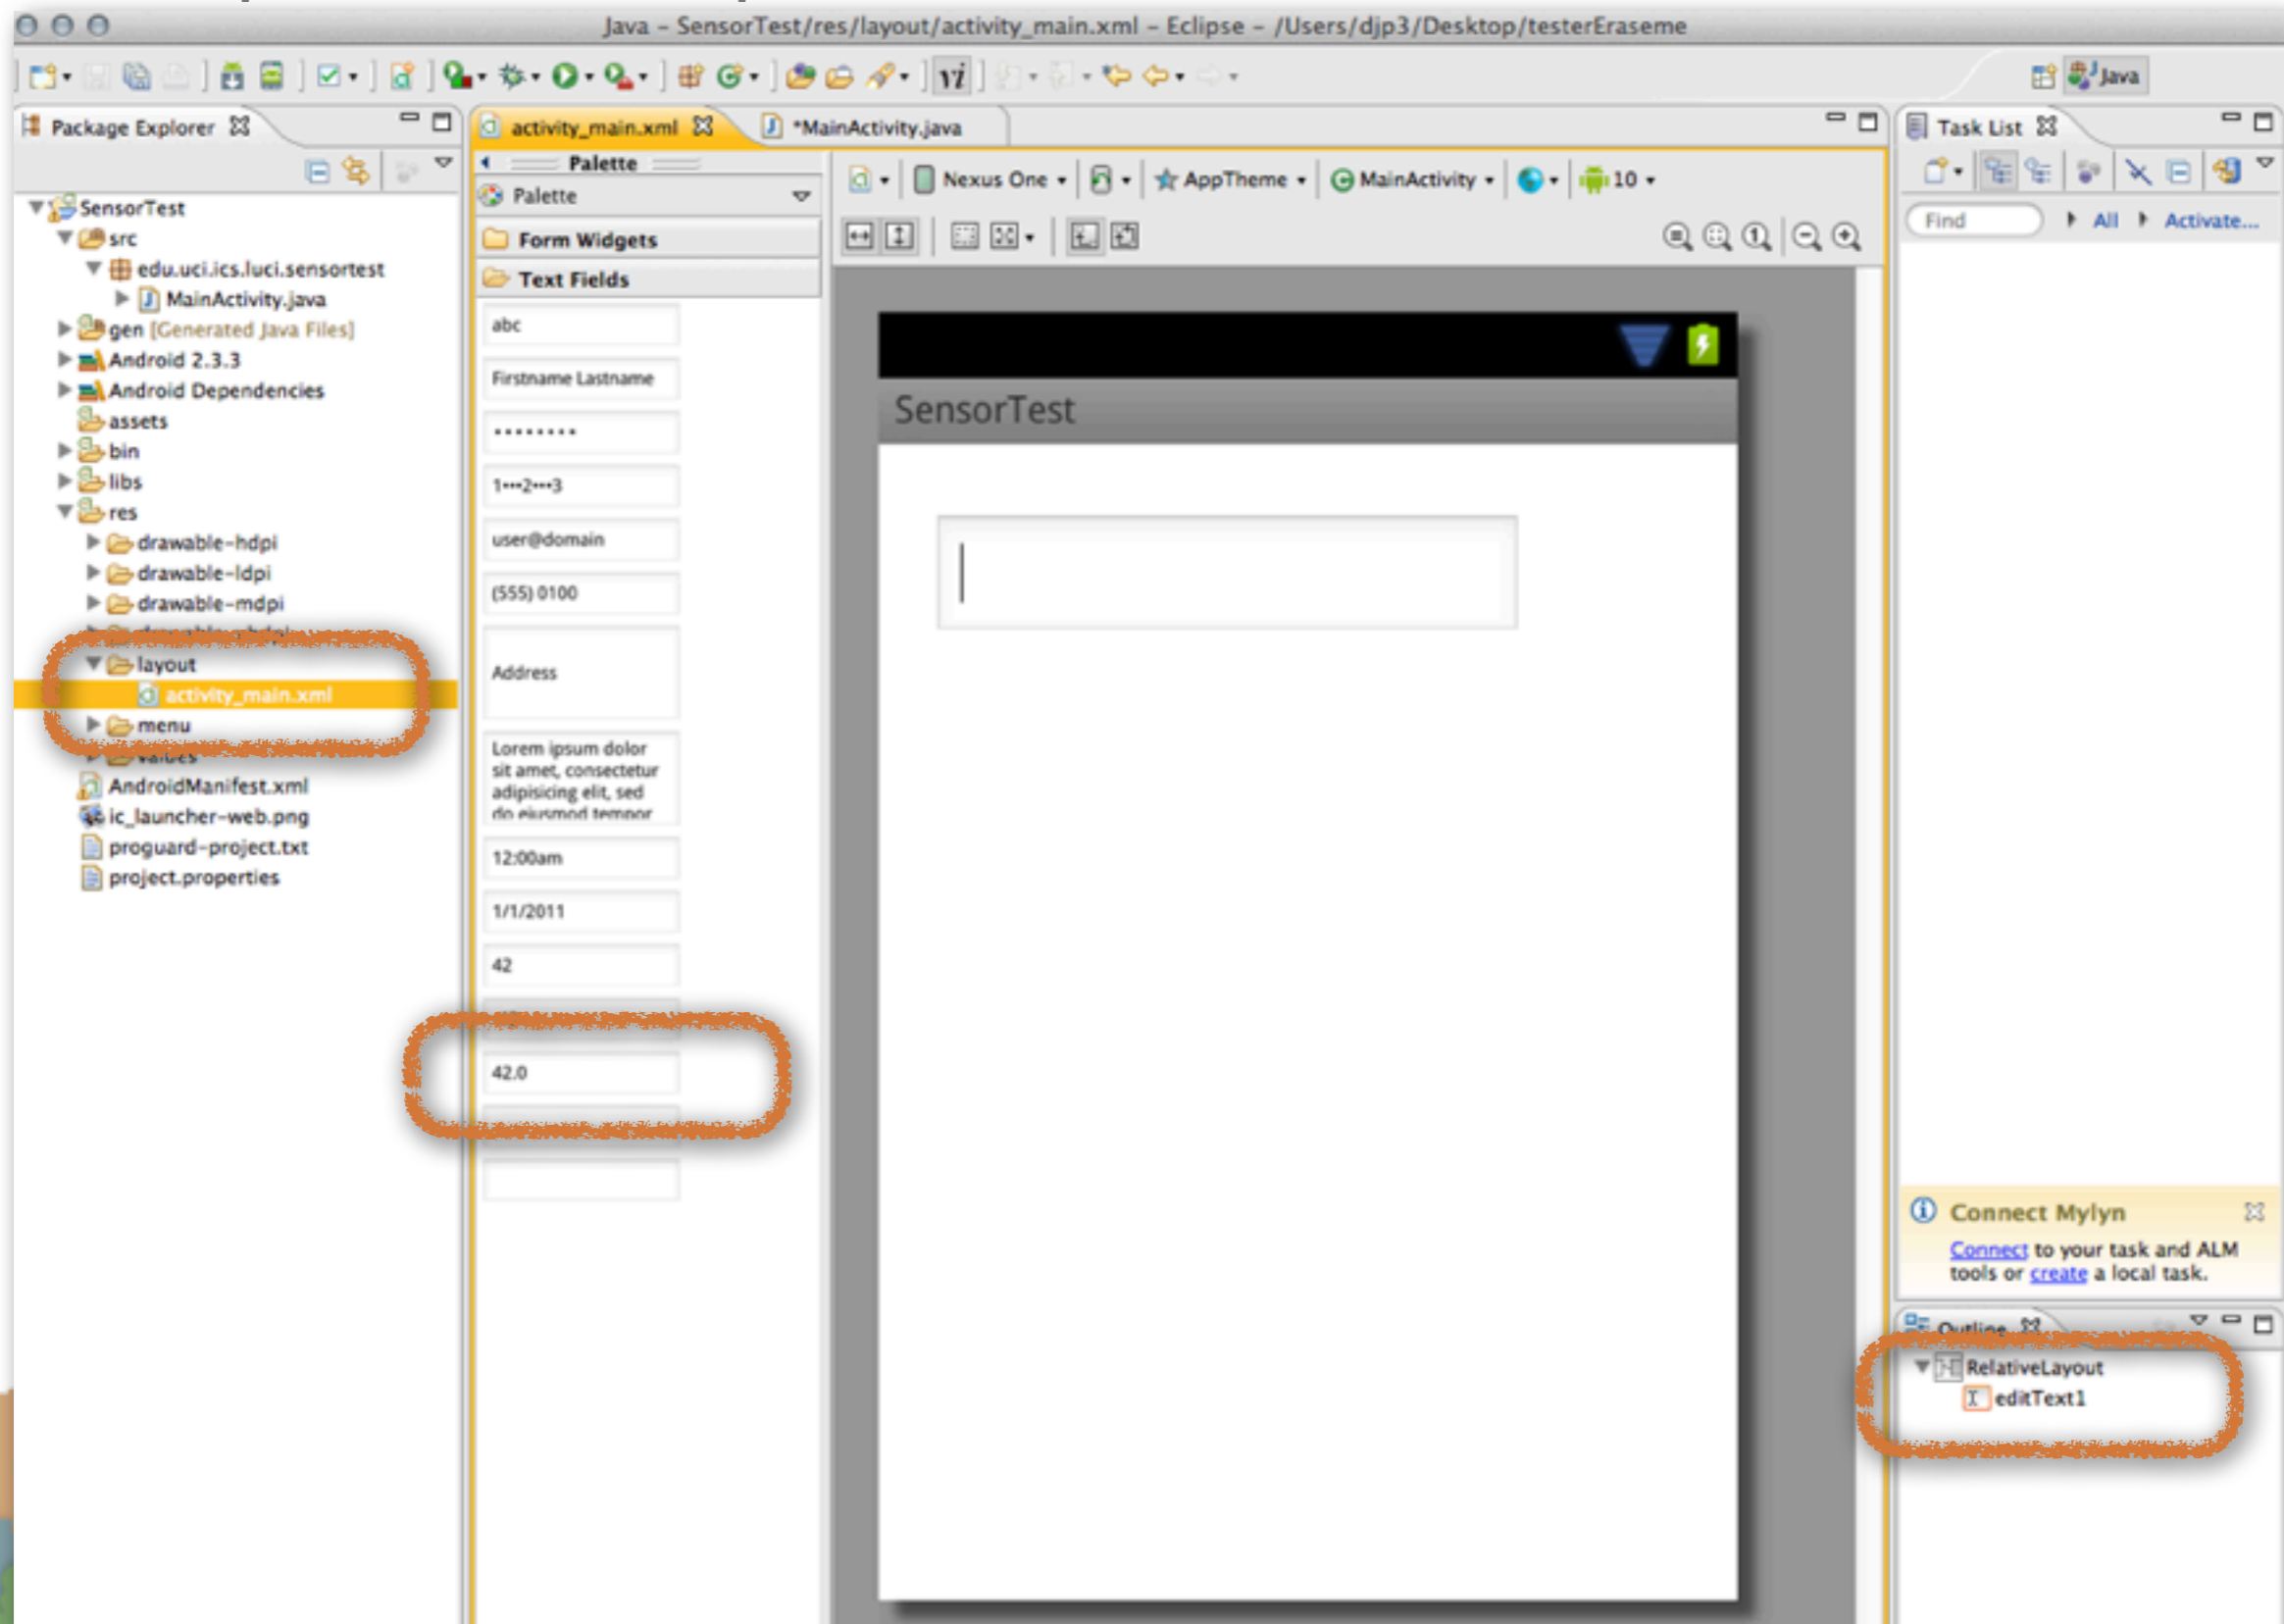 Java – SensorTest/res/layout/activity_main.xml – Eclipse – /Users/djp3/Desktop/testerEraseme
vi
Java
Package Explorer
SensorTest
src
edu.uci.ics.luci.sensortest
MainActivity.java
gen [Generated Java Files]
Android 2.3.3
Android Dependencies
assets
bin
libs
res
drawable-hdpi
drawable-ldpi
drawable-mdpi
layout
activity_main.xml
menu
values
AndroidManifest.xml
ic_launcher-web.png
proguard-project.txt
project.properties
activity_main.xml
*MainActivity.java
Palette
Palette
Form Widgets
Text Fields
abc
Firstname Lastname
••••••••
1•••2•••3
user@domain
(555) 0100
Address
Lorem ipsum dolor
sit amet, consectetur
adipisicing elit, sed
do eiusmod tempor
12:00am
1/1/2011
42
42.0
Nexus One
AppTheme
MainActivity
10
SensorTest
Task List
Find
All
Activate...
Connect Mylyn
Connect to your task and ALM
tools or create a local task.
Outline
RelativeLayout
editText1